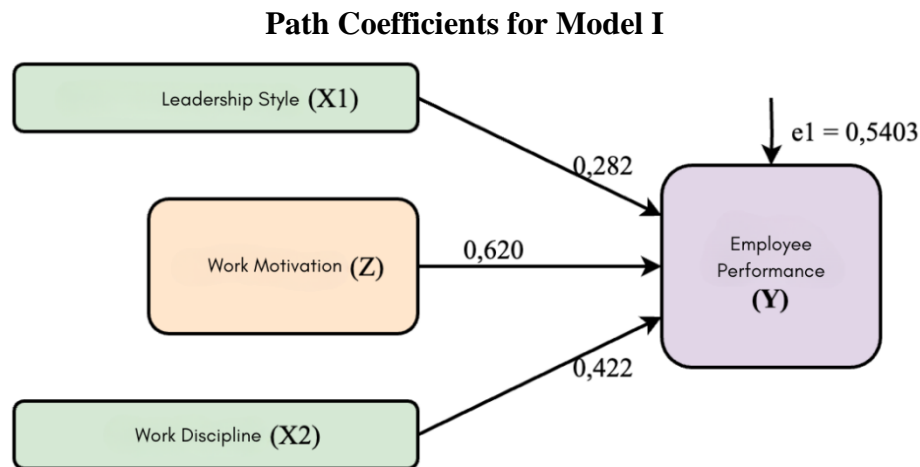 Path Coefficients for Model I
Leadership Style (X1)
e1 = 0,5403
0,282
Work Motivation (Z)
0,620
Employee
Performance
(Y)
0,422
Work Discipline (X2)